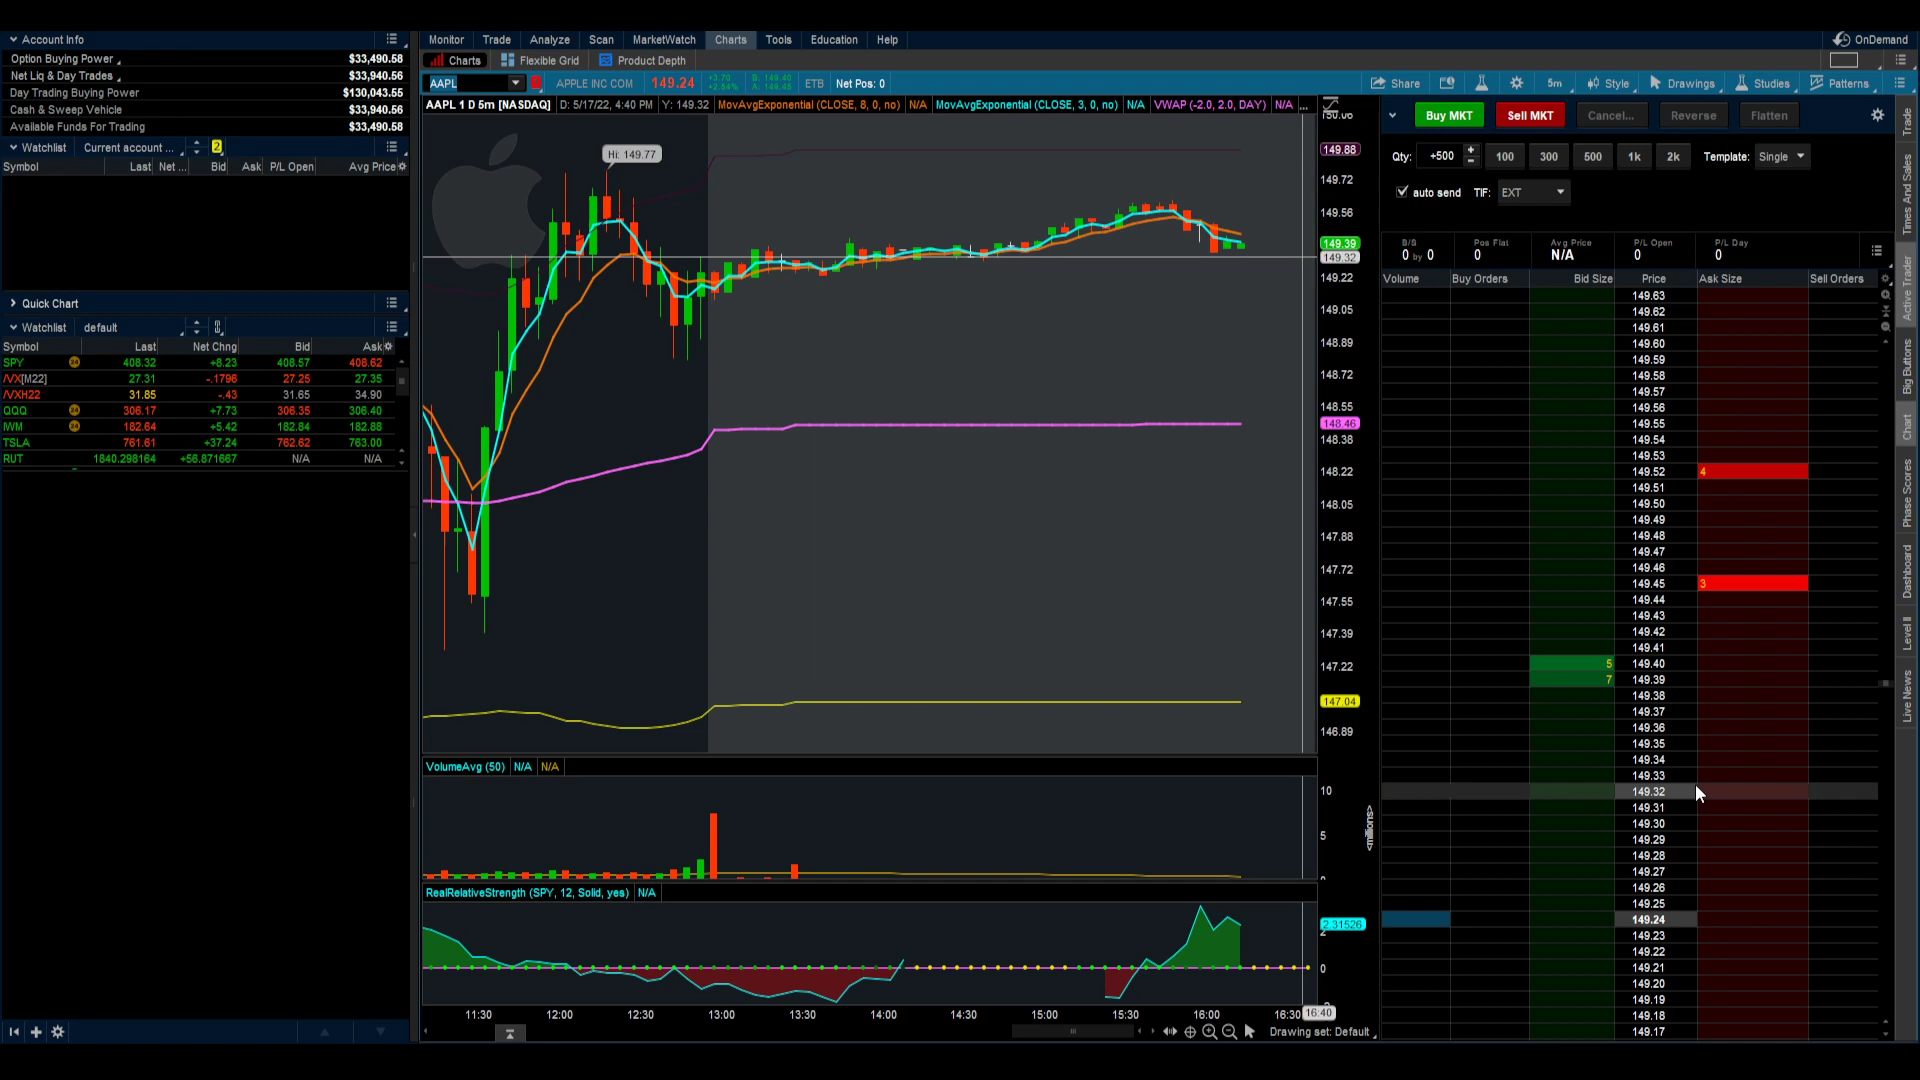 Account Info
Option Buying Power $33,490.58
Net Liq & Day Trades $33,940.56
Day Trading Buying Power $130,043.55
Cash & Sweep Vehicle $33,940.56
Available Funds For Trading $33,490.58
Watchlist Current account ... 2
Symbol Last Net ... Bid Ask P/L Open Avg Price
Quick Chart
Watchlist default
Symbol Last Net Chng Bid Ask
SPY 24 408.32 +8.23 408.57 408.62
/VX[M22] 27.31 -.1796 27.25 27.35
/VXH22 31.85 -.43 31.65 34.90
QQQ 24 306.17 +7.73 306.35 306.40
IWM 24 182.64 +5.42 182.84 182.88
TSLA 761.61 +37.24 762.62 763.00
RUT 1840.298164 +56.871667 N/A N/A
Monitor Trade Analyze Scan MarketWatch Charts Tools Education Help
OnDemand
Charts Flexible Grid Product Depth
AAPL APPLE INC COM 149.24 +3.70 +2.54% B: 149.40 A: 149.45 ETB Net Pos: 0
Share 5m Style Drawings Studies Patterns
AAPL 1 D 5m [NASDAQ] D: 5/17/22, 4:40 PM Y: 149.32 MovAvgExponential (CLOSE, 8, 0, no) N/A MovAvgExponential (CLOSE, 3, 0, no) N/A VWAP (-2.0, 2.0, DAY) N/A ...
Hi: 149.77
149.88
149.72
149.56
149.39
149.32
149.22
149.05
148.89
148.72
148.55
148.46
148.38
148.22
148.05
147.88
147.72
147.55
147.39
147.22
147.04
146.89
VolumeAvg (50) N/A N/A
10
5
<millions>
RealRelativeStrength (SPY, 12, Solid, yes) N/A
2.31526
2
0
11:30 12:00 12:30 13:00 13:30 14:00 14:30 15:00 15:30 16:00 16:30 16:40
Drawing set: Default
Buy MKT Sell MKT Cancel... Reverse Flatten
Qty: +500 100 300 500 1k 2k Template: Single
auto send TIF: EXT
B/S Pos Flat Avg Price P/L Open P/L Day
0 by 0 0 N/A 0 0
Volume Buy Orders Bid Size Price Ask Size Sell Orders
149.63
149.62
149.61
149.60
149.59
149.58
149.57
149.56
149.55
149.54
149.53
149.52 4
149.51
149.50
149.49
149.48
149.47
149.46
149.45 3
149.44
149.43
149.42
149.41
5 149.40
7 149.39
149.38
149.37
149.36
149.35
149.34
149.33
149.32
149.31
149.30
149.29
149.28
149.27
149.26
149.25
149.24
149.23
149.22
149.21
149.20
149.19
149.18
149.17
Trade
Times And Sales
Active Trader
Big Buttons
Chart
Phase Scores
Dashboard
Level II
Live News